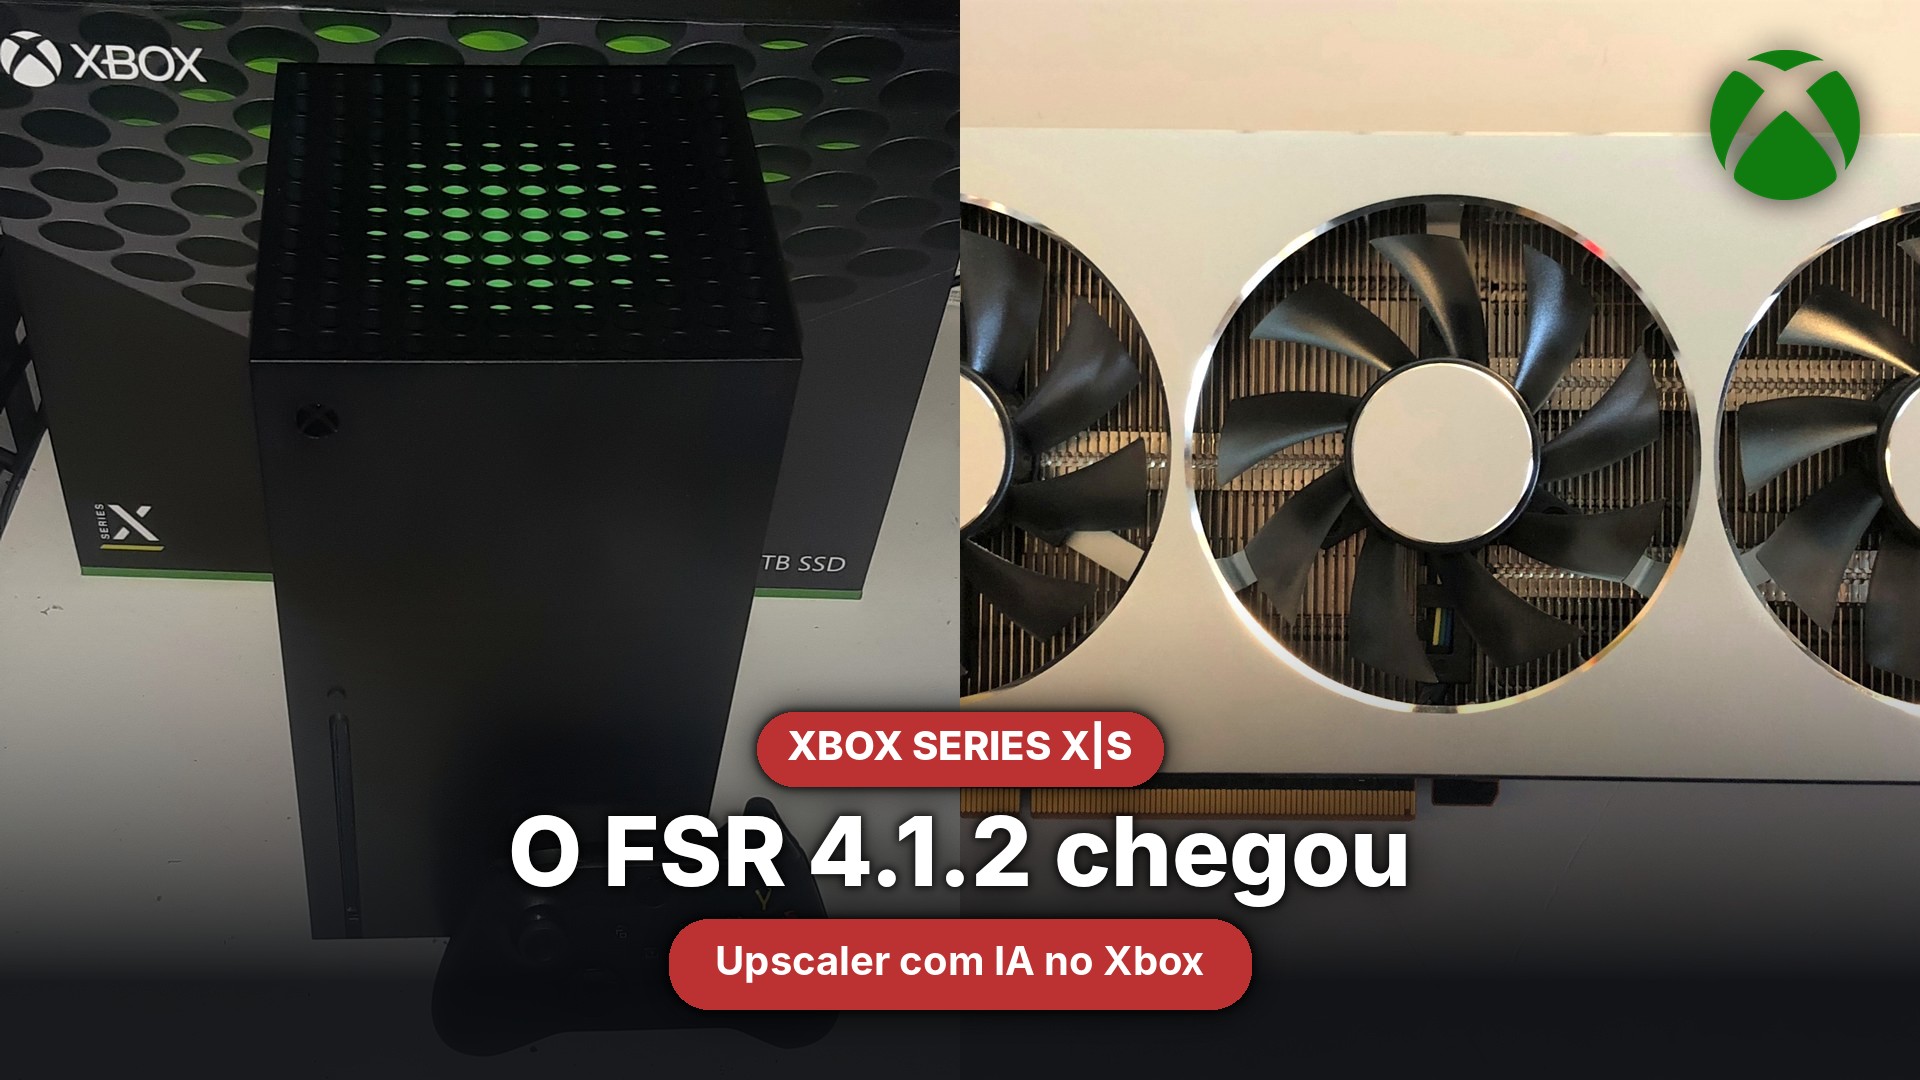 XBOX
SERIES
X
TB SSD
XBOX SERIES X|S
O FSR 4.1.2 chegou
Upscaler com IA no Xbox
Y